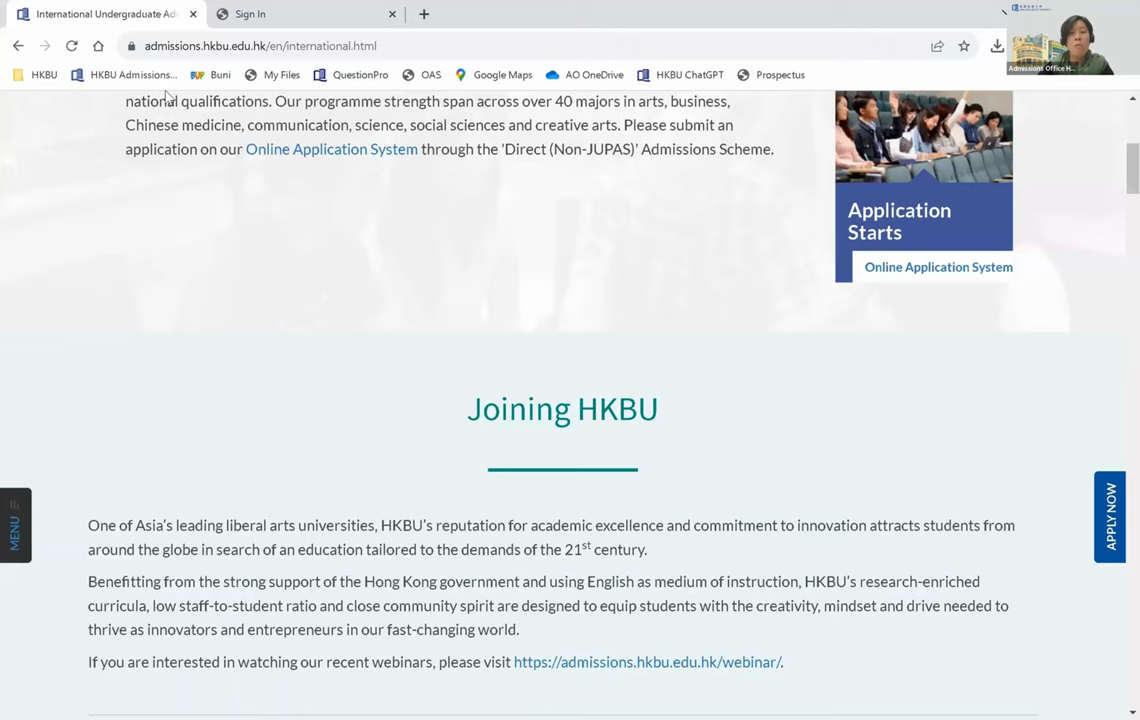 International Undergraduate Ad
Sign In
admissions.hkbu.edu.hk/en/international.html
HKBU
HKBU Admissions...
Buni
My Files
QuestionPro
OAS
Google Maps
AO OneDrive
HKBU ChatGPT
Prospectus
Admissions Office H...
national qualifications. Our programme strength span across over 40 majors in arts, business,
Chinese medicine, communication, science, social sciences and creative arts. Please submit an
application on our Online Application System through the 'Direct (Non-JUPAS)' Admissions Scheme.
Application
Starts
Online Application System
Joining HKBU
One of Asia's leading liberal arts universities, HKBU's reputation for academic excellence and commitment to innovation attracts students from
around the globe in search of an education tailored to the demands of the 21st century.
Benefitting from the strong support of the Hong Kong government and using English as medium of instruction, HKBU's research-enriched
curricula, low staff-to-student ratio and close community spirit are designed to equip students with the creativity, mindset and drive needed to
thrive as innovators and entrepreneurs in our fast-changing world.
If you are interested in watching our recent webinars, please visit https://admissions.hkbu.edu.hk/webinar/.
MENU
APPLY NOW